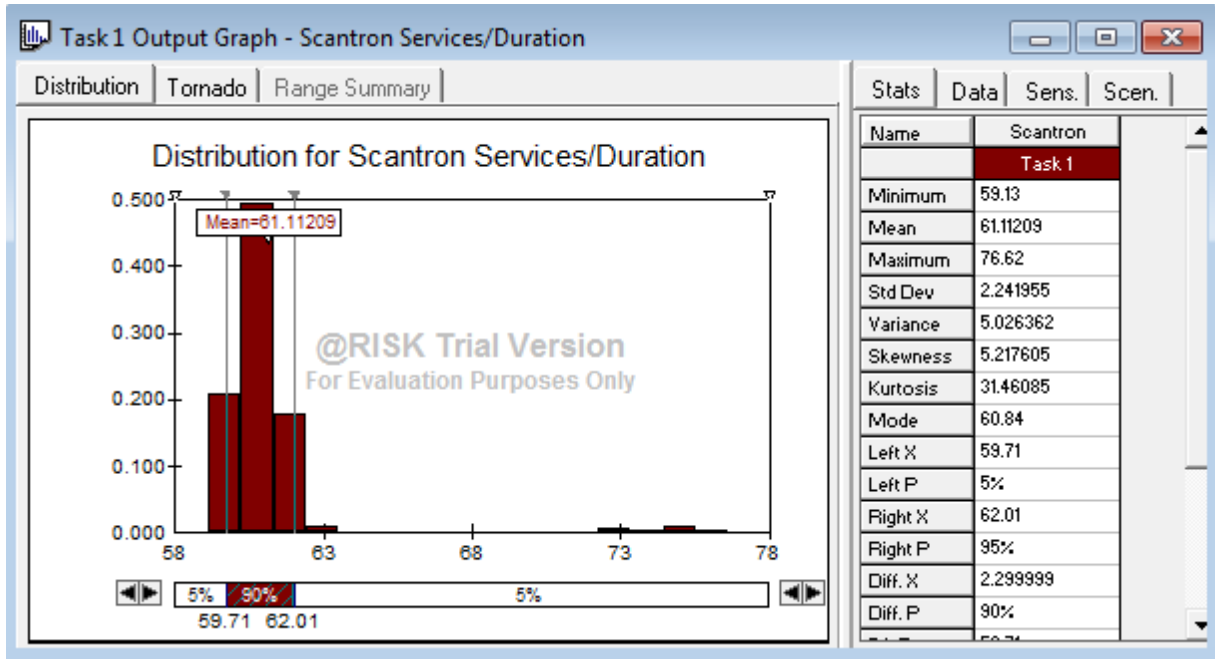 Task 1 Output Graph - Scantron Services/Duration
Distribution Tornado Range Summary
Distribution for Scantron Services/Duration
0.500
Mean=61.11209
0.400
0.300
@RISK Trial Version
For Evaluation Purposes Only
0.200
0.100
0.000
58 63 68 73 78
5% 90% 5%
59.71 62.01
Stats Data Sens. Scen.
Name Scantron
Task 1
Minimum 59.13
Mean 61.11209
Maximum 76.62
Std Dev 2.241955
Variance 5.026362
Skewness 5.217605
Kurtosis 31.46085
Mode 60.84
Left X 59.71
Left P 5%
Right X 62.01
Right P 95%
Diff. X 2.299999
Diff. P 90%